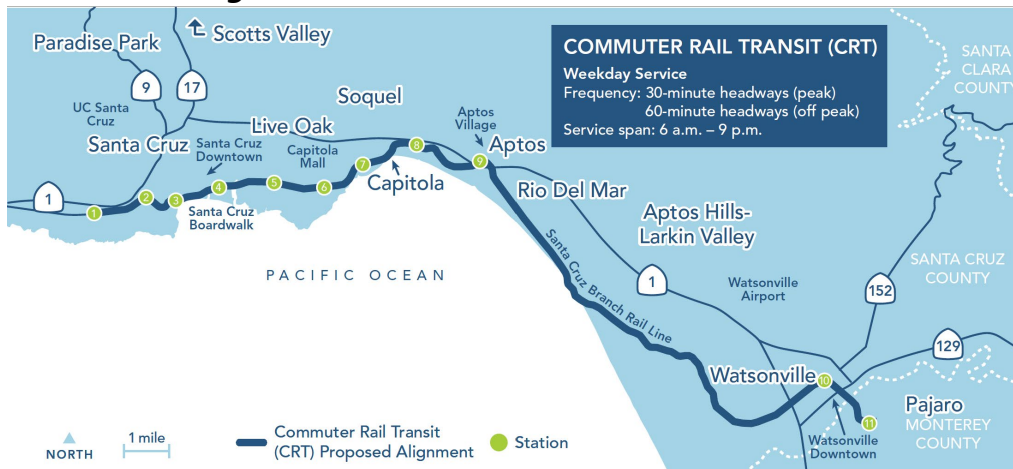 COMMUTER RAIL TRANSIT (CRT)
Weekday Service
Frequency: 30-minute headways (peak)
60-minute headways (off peak)
Service span: 6 a.m. – 9 p.m.
Paradise Park
Scotts Valley
9
17
UC Santa
Cruz
Santa Cruz
Santa Cruz
Downtown
Live Oak
Soquel
Capitola
Mall
Aptos
Village
Aptos
SANTA
CLARA
COUNTY
1
1
2
3
4
5
6
7
8
9
Santa Cruz
Boardwalk
Capitola
Rio Del Mar
Aptos Hills-
Larkin Valley
PACIFIC OCEAN
Santa Cruz Branch Rail Line
1
Watsonville
Airport
152
SANTA CRUZ
COUNTY
129
Watsonville
10
11
Pajaro
MONTEREY
COUNTY
Watsonville
Downtown
NORTH
1 mile
Commuter Rail Transit
(CRT) Proposed Alignment
Station